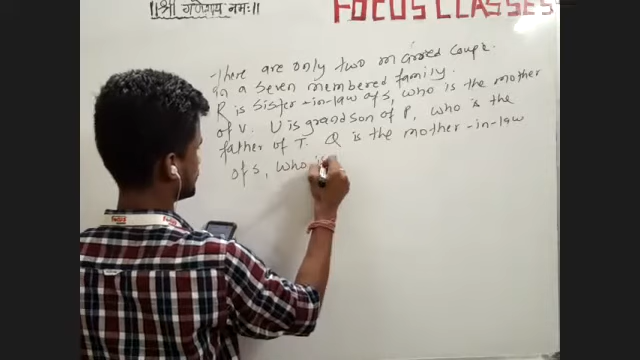 ||श्री गणेशाय नमः||
FOCUS CLASSES
There are only two married Couple.
in a Seven membered family.
R is Sister-in-law of S, who is the mother
of V. U is grandson of P, who is the
father of T. Q is the mother-in-law
of S, Who is